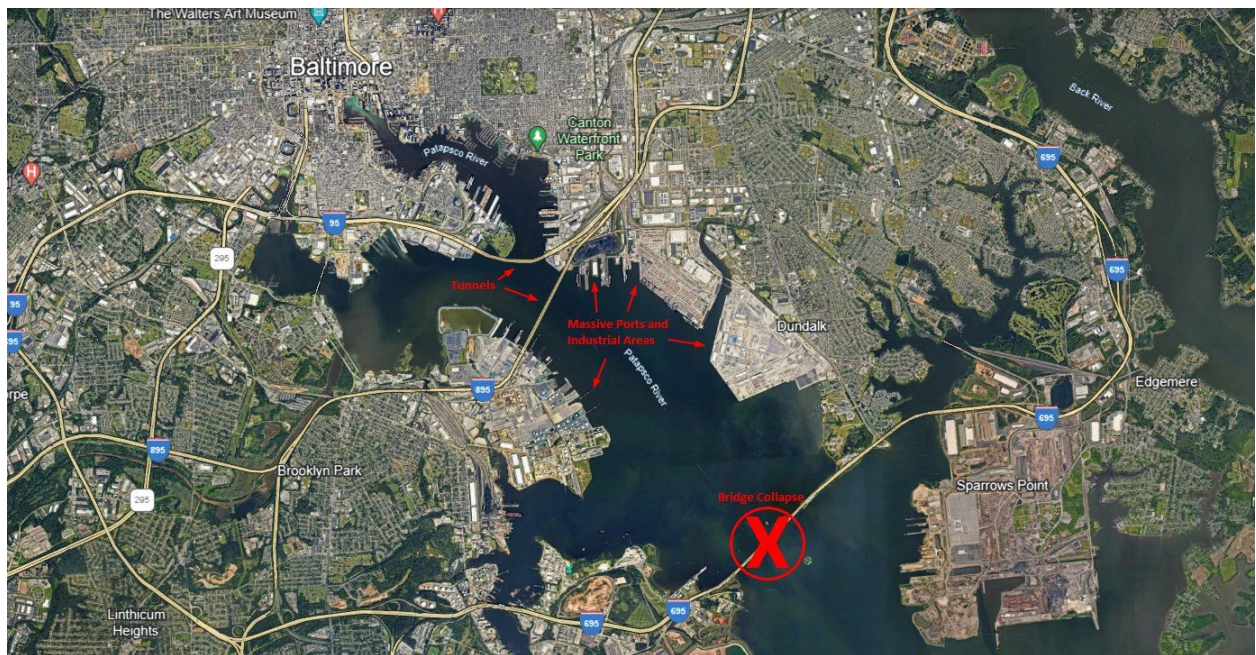 The Walters Art Museum
H
Baltimore
Back River
Canton
Waterfront
Park
Patapsco River
H
695
95
295
Tunnels
95
695
Massive Ports and
Industrial Areas
Dundalk
95
Patapsco River
Edgemere
orpe
895
695
895
Brooklyn Park
295
Sparrows Point
Bridge Collapse
X
Linthicum
Heights
695
695